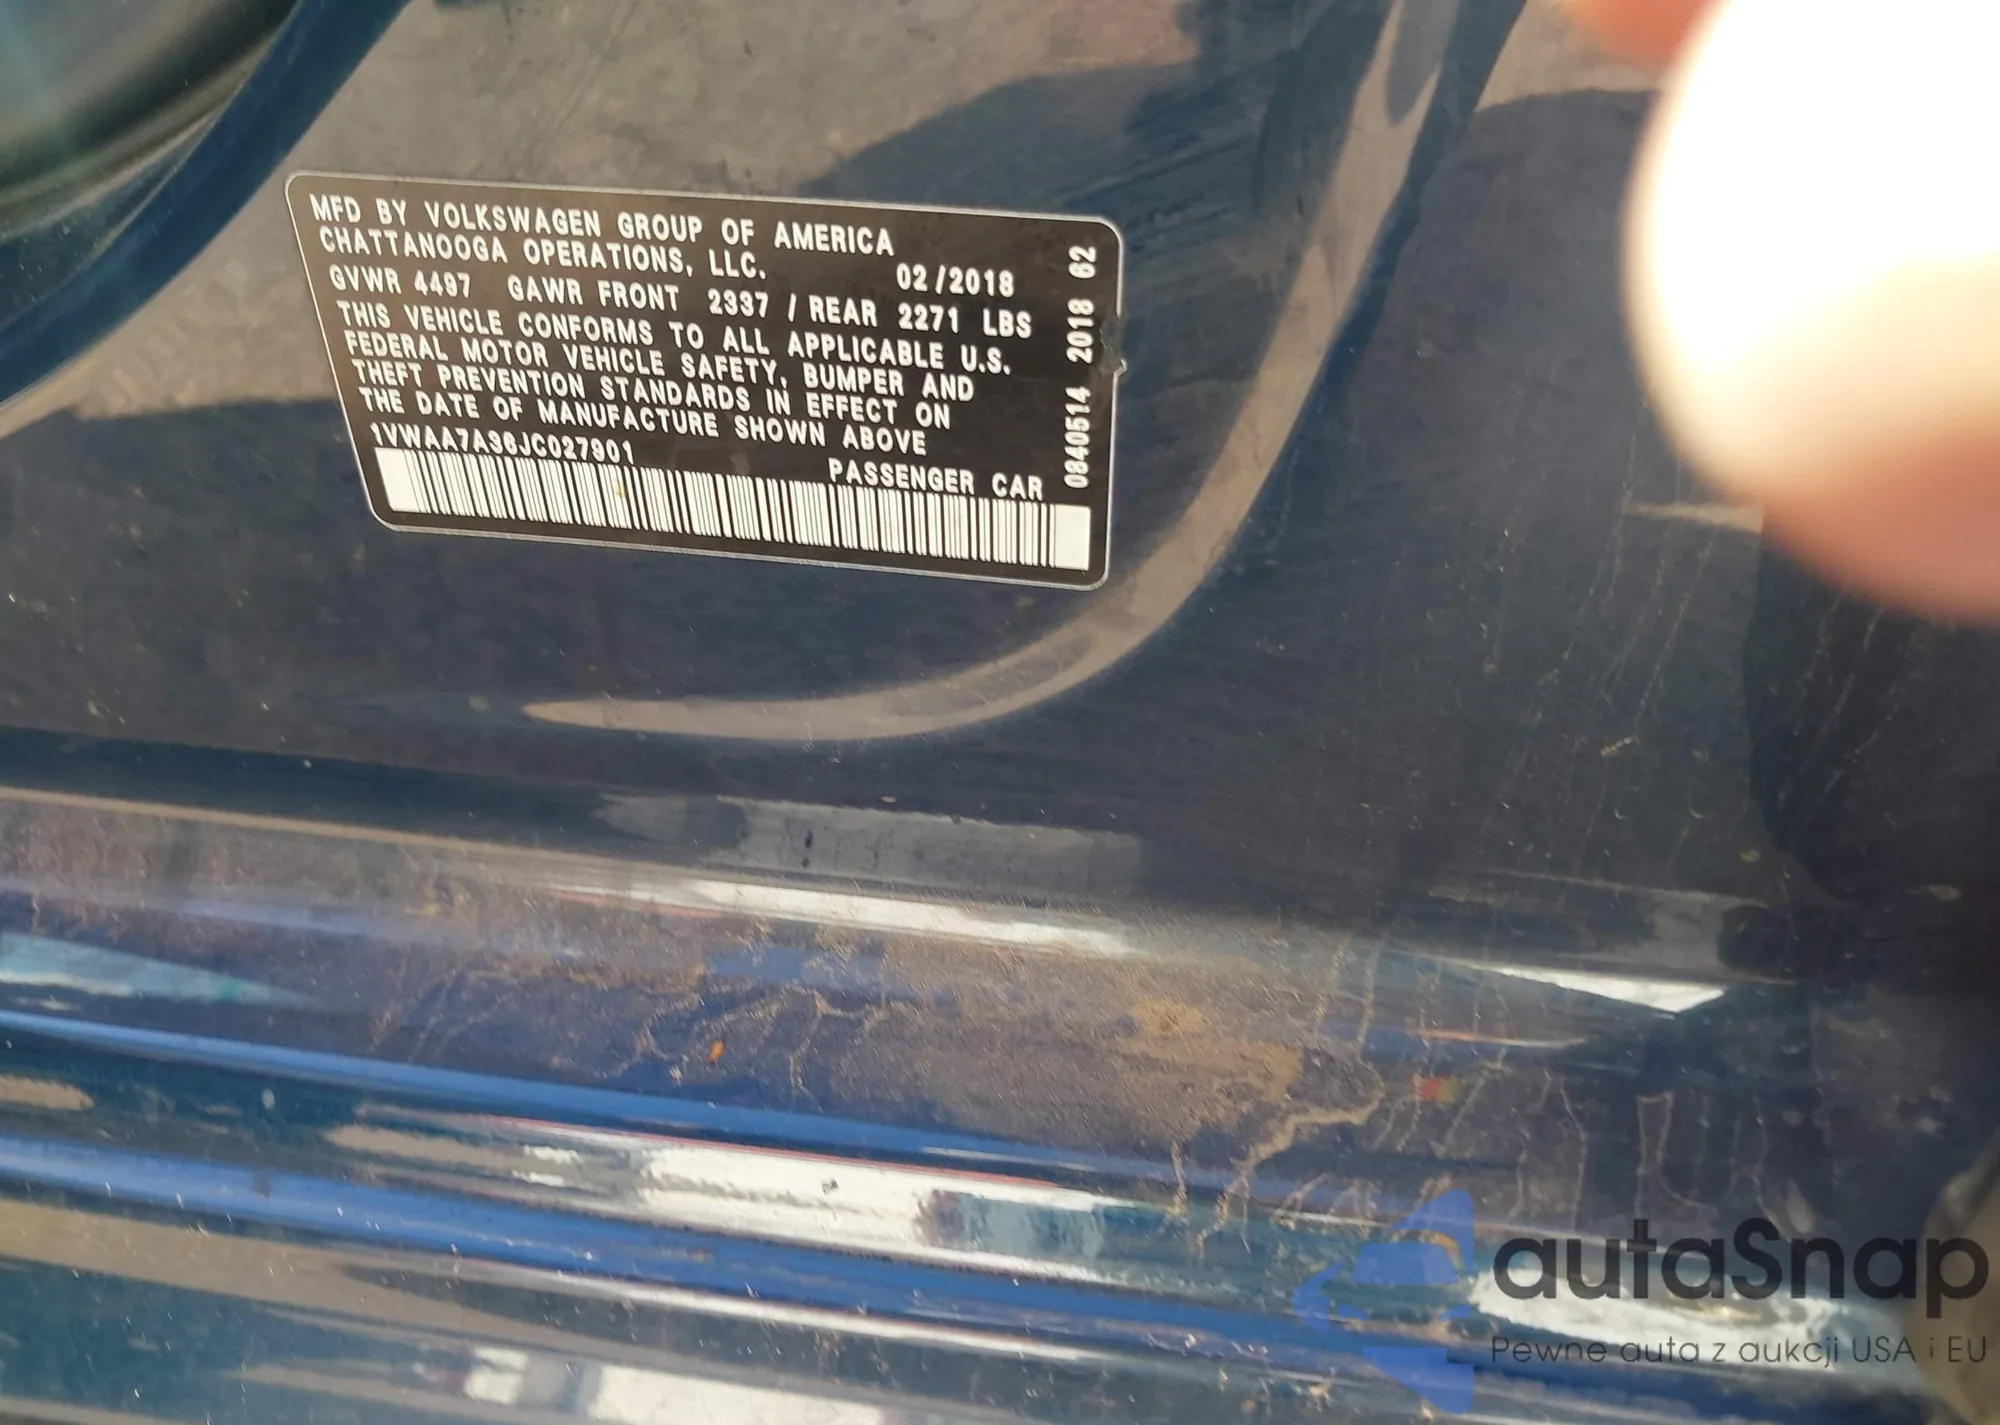 MFD BY VOLKSWAGEN GROUP OF AMERICA
CHATTANOOGA OPERATIONS, LLC.
02/2018
GVWR 4497 GAWR FRONT 2337 / REAR 2271 LBS
THIS VEHICLE CONFORMS TO ALL APPLICABLE U.S.
FEDERAL MOTOR VEHICLE SAFETY, BUMPER AND
THEFT PREVENTION STANDARDS IN EFFECT ON
THE DATE OF MANUFACTURE SHOWN ABOVE
1VWAA7A36JC027901
PASSENGER CAR
0840514 2018 62
autaSnap
Pewne auta z aukcji USA i EU